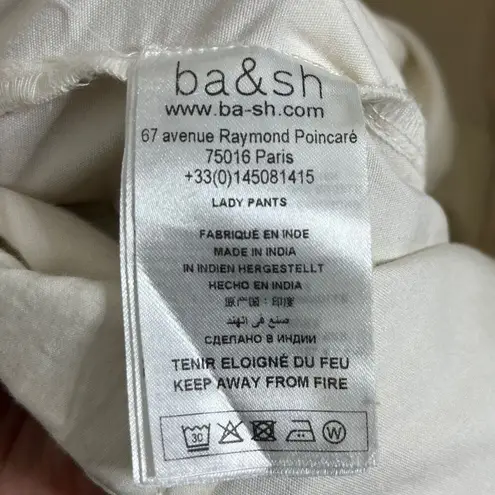 ba&sh
www.ba-sh.com
67 avenue Raymond Poincaré
75016 Paris
+33(0)145081415
LADY PANTS
FABRIQUÉ EN INDE
MADE IN INDIA
IN INDIEN HERGESTELLT
HECHO EN INDIA
原产国：印度
صنع في الهند
СДЕЛАНО В ИНДИИ
TENIR ELOIGNÉ DU FEU
KEEP AWAY FROM FIRE
30 W